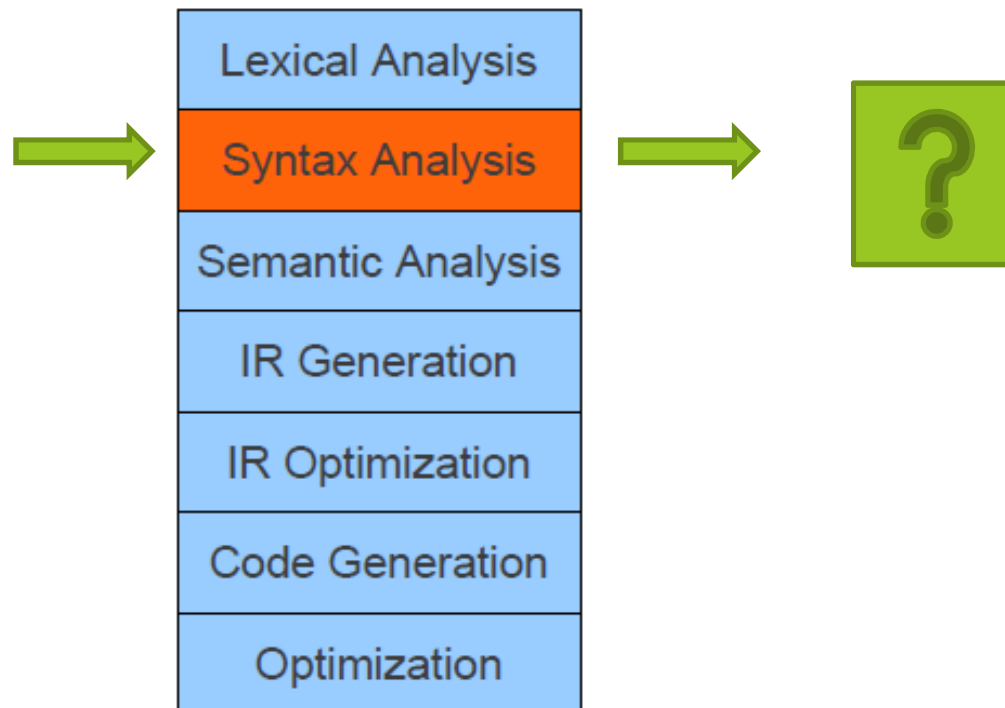 Lexical Analysis
Syntax Analysis
?
Semantic Analysis
IR Generation
IR Optimization
Code Generation
Optimization